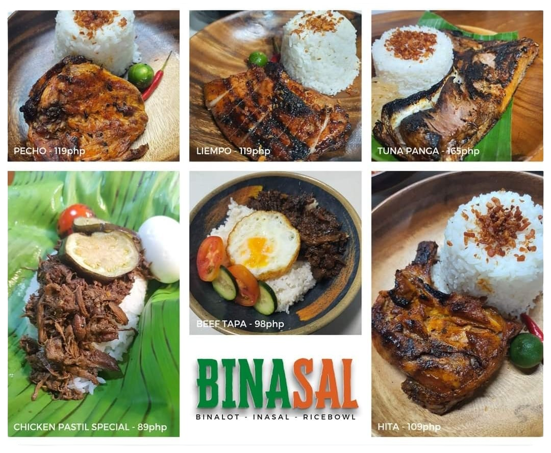 PECHO - 119php
LIEMPO - 119php
TUNA PANGA - 165php
CHICKEN PASTIL SPECIAL - 89php
BEEF TAPA - 98php
HITA - 109php
BINASAL
BINALOT - INASAL - RICEBOWL